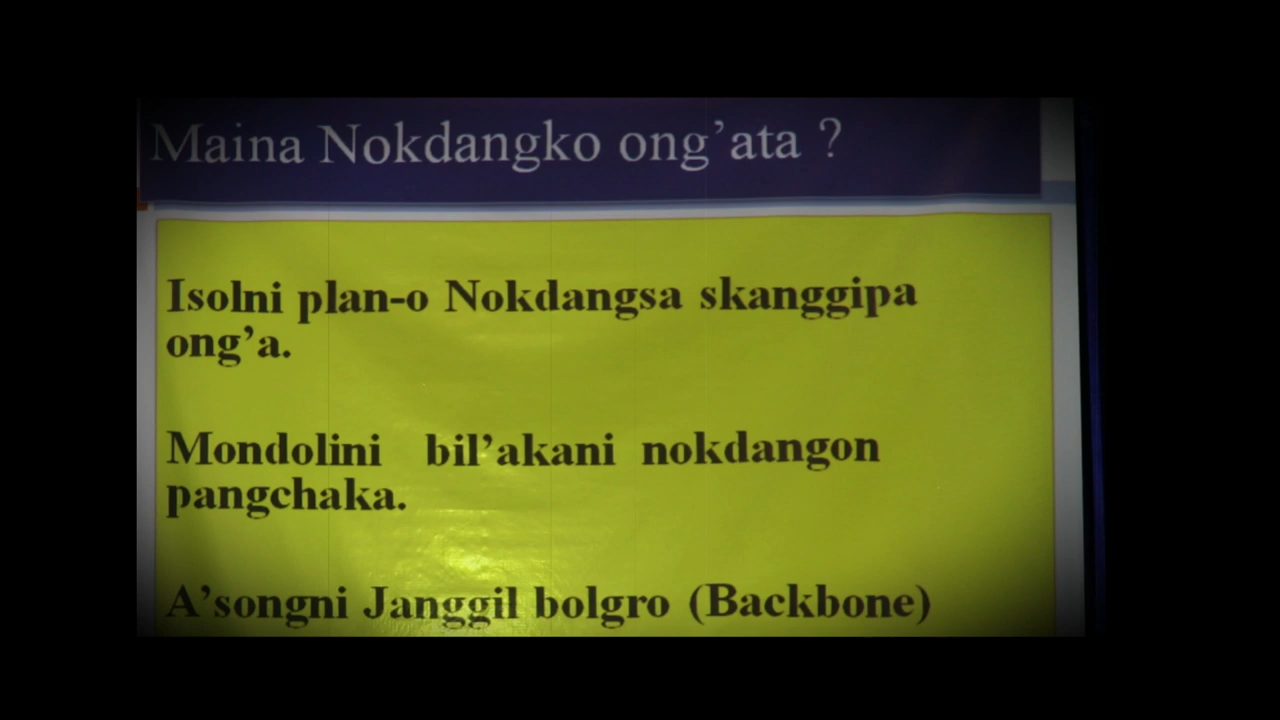 Maina Nokdangko ong’ata ?
Isolni plan-o Nokdangsa skanggipa
ong’a.
Mondolini bil’akani nokdangon
pangchaka.
A’songni Janggil bolgro (Backbone)